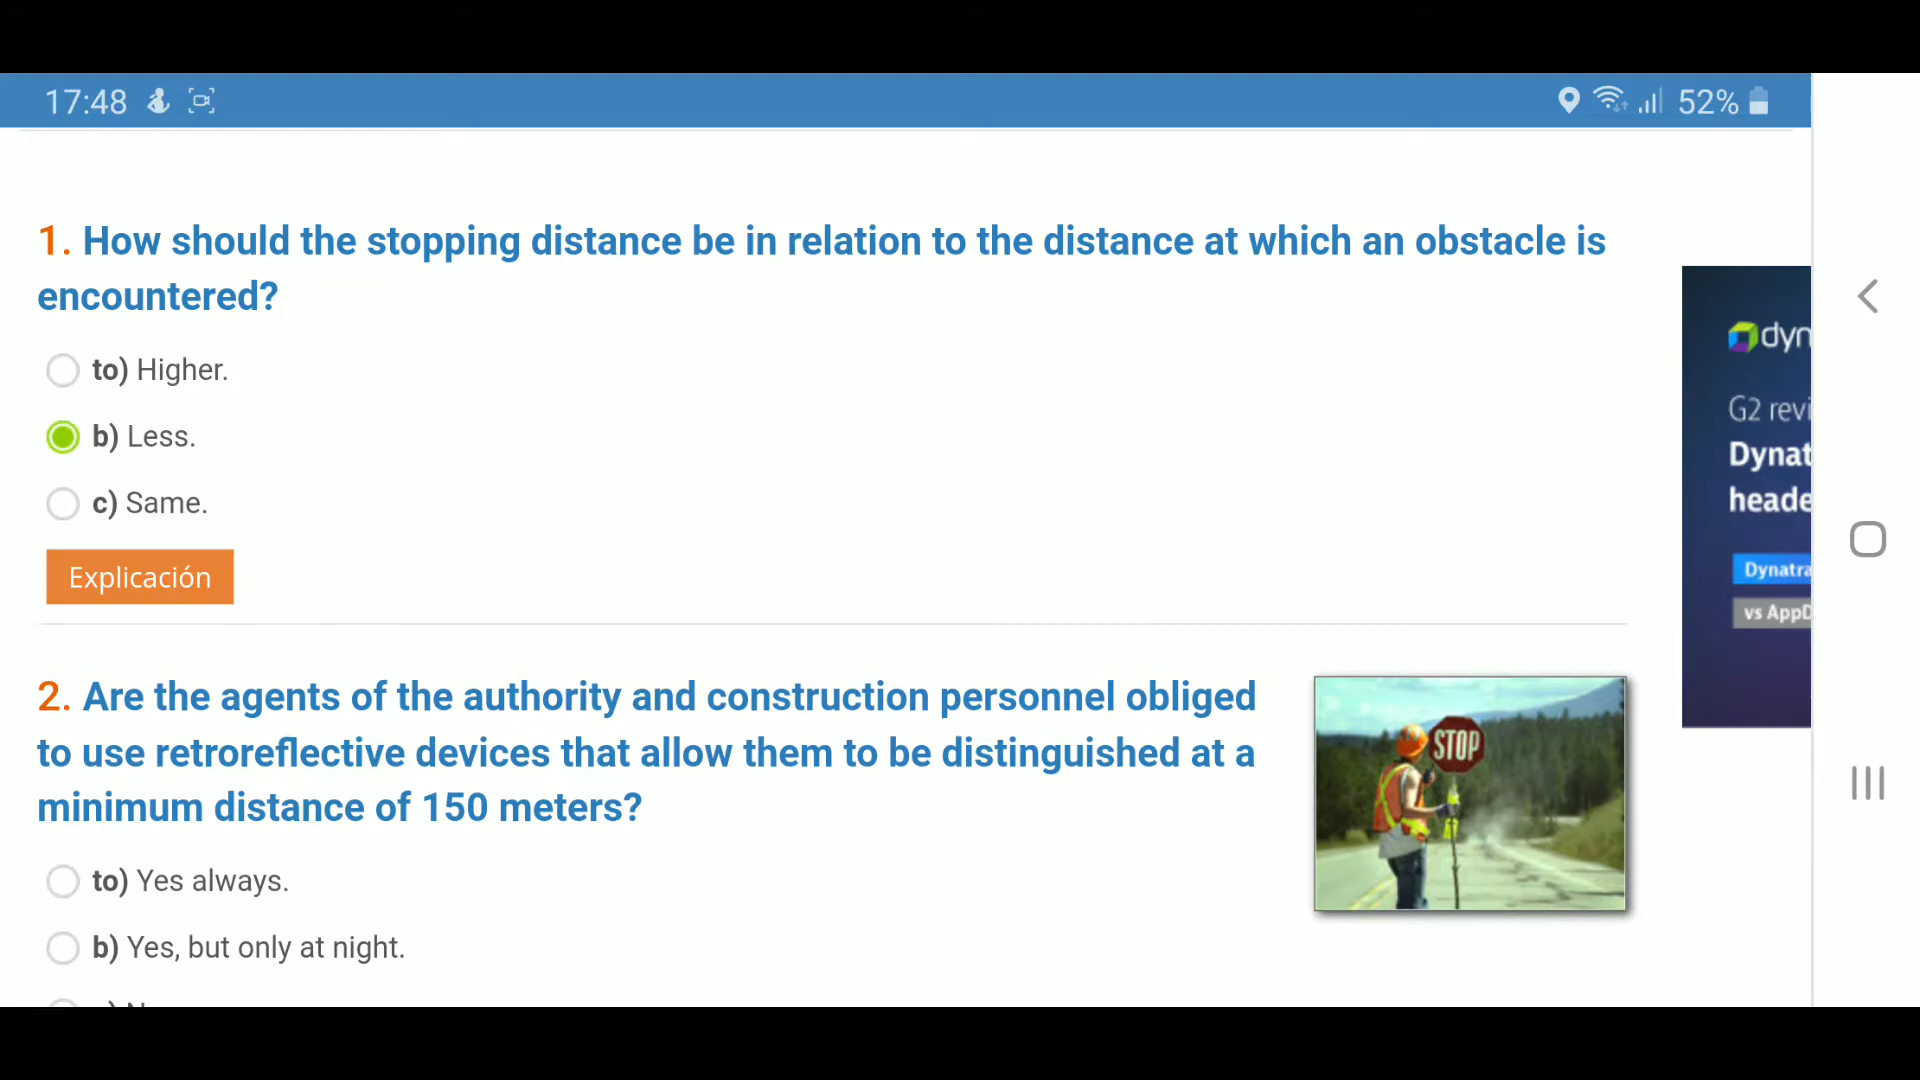 17:48
52%
1. How should the stopping distance be in relation to the distance at which an obstacle is
encountered?
to) Higher.
b) Less.
c) Same.
Explicación
2. Are the agents of the authority and construction personnel obliged
to use retroreflective devices that allow them to be distinguished at a
minimum distance of 150 meters?
STOP
to) Yes always.
b) Yes, but only at night.
dyn
G2 revi
Dynat
heade
Dynatra
vs AppD